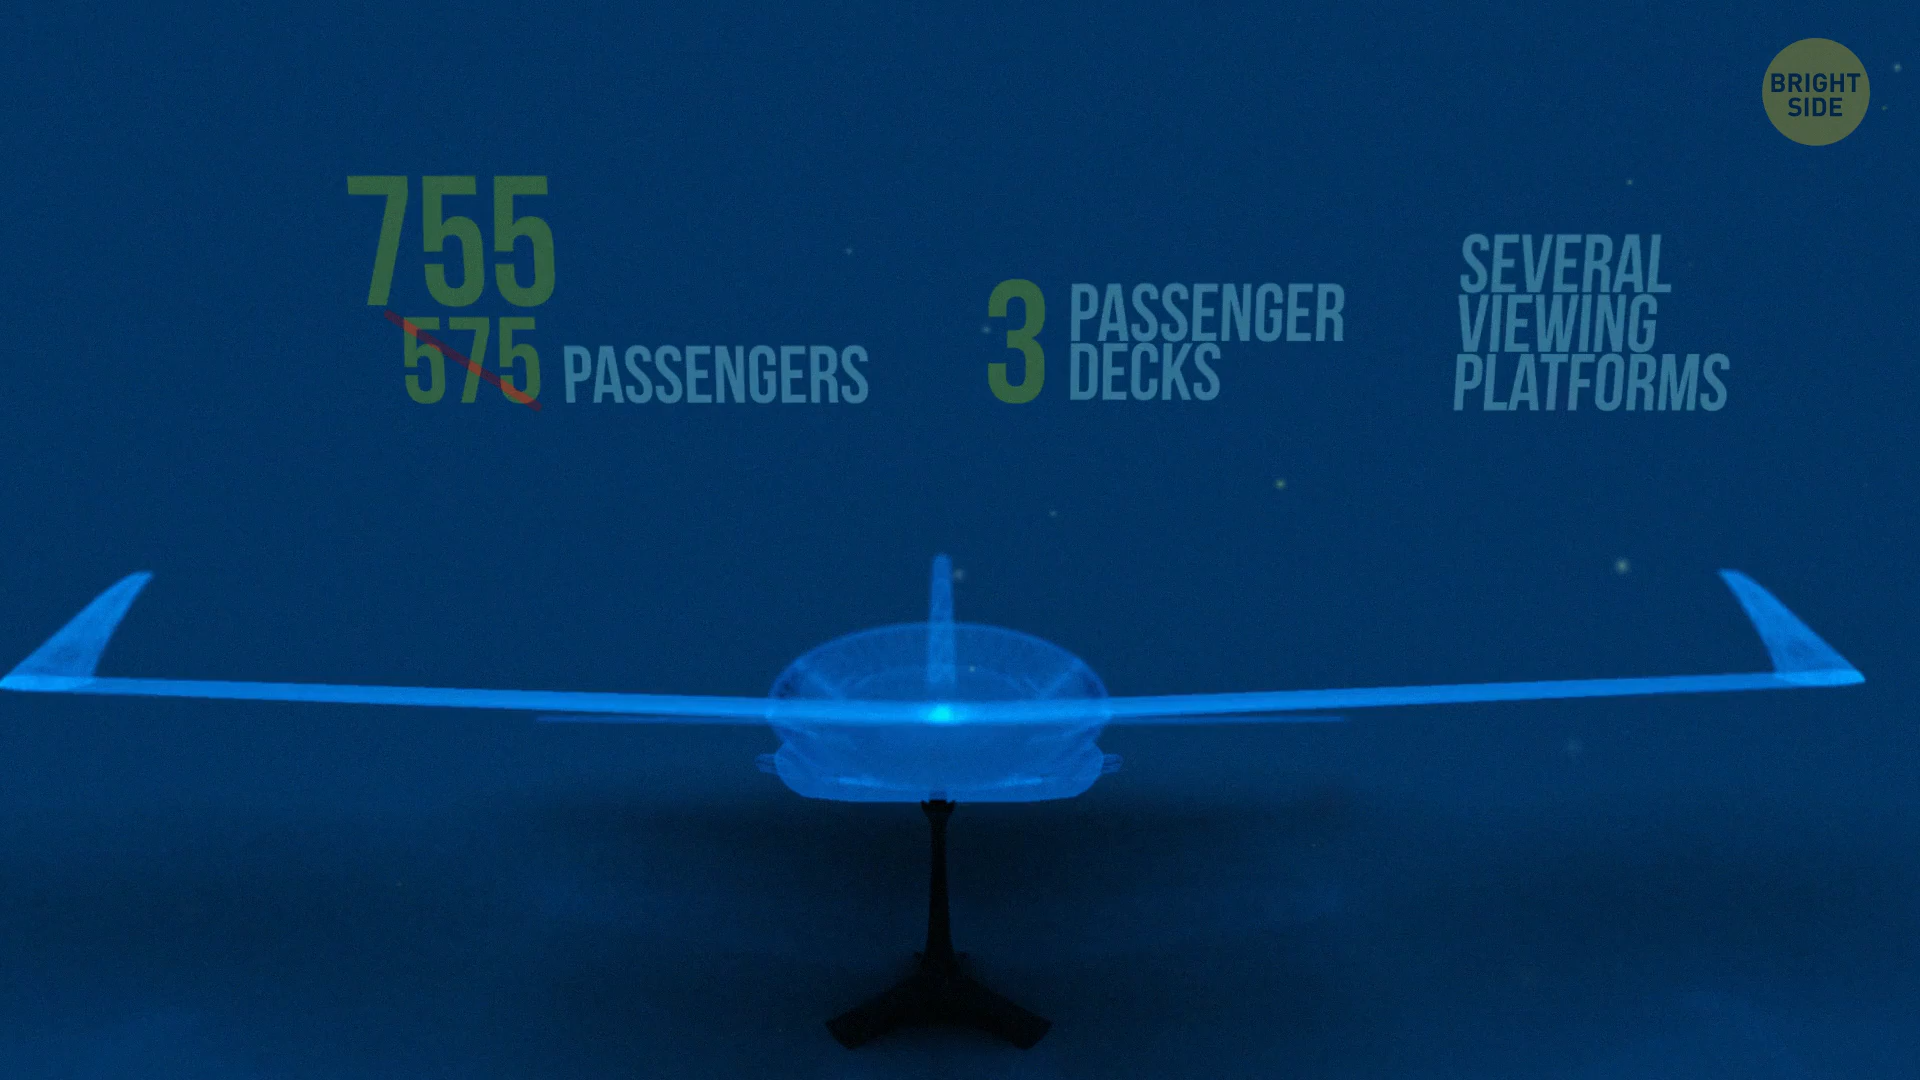 BRIGHT
SIDE
755
575 PASSENGERS
3 PASSENGER
DECKS
SEVERAL
VIEWING
PLATFORMS